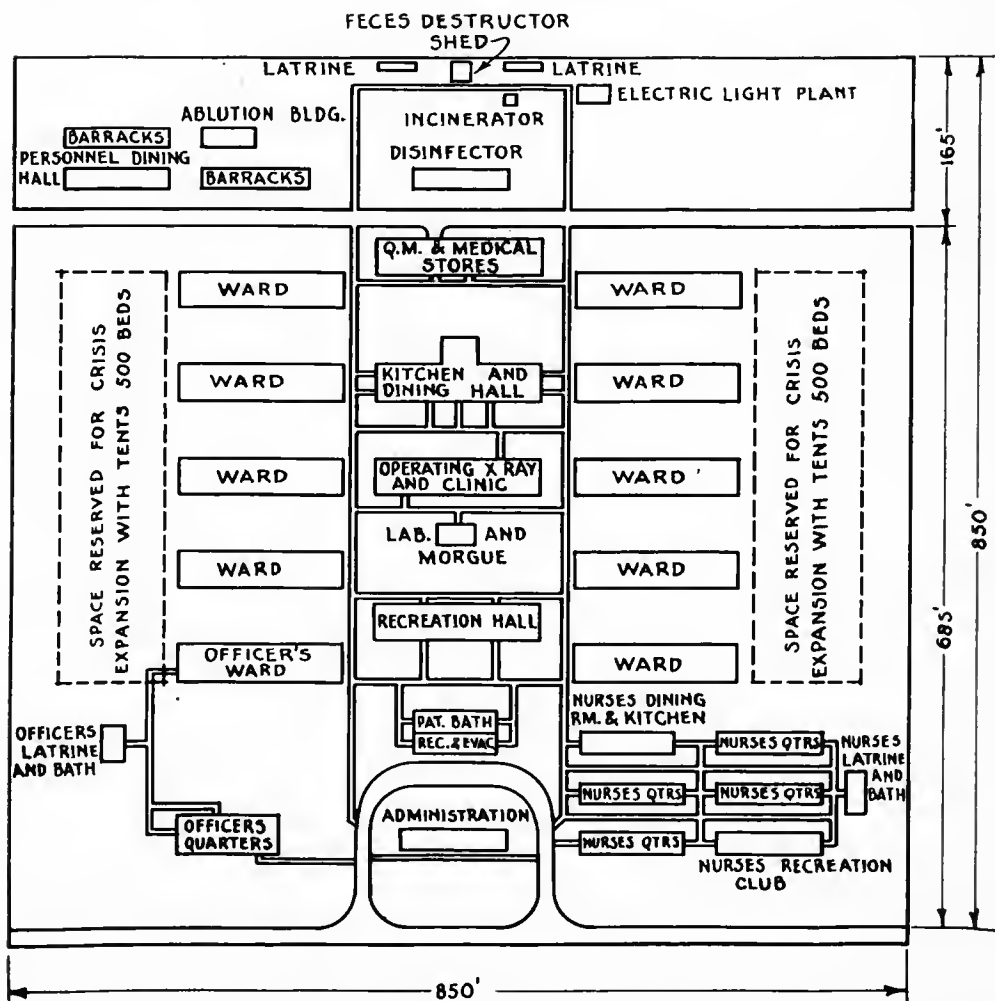 FECES DESTRUCTOR
SHED
LATRINE
LATRINE
ELECTRIC LIGHT PLANT
ABLUTION BLDG.
INCINERATOR
BARRACKS
PERSONNEL DINING
HALL
BARRACKS
DISINFECTOR
165'
Q.M. & MEDICAL
STORES
WARD
WARD
KITCHEN AND
DINING HALL
WARD
WARD
OPERATING X RAY
AND CLINIC
WARD
WARD
LAB. AND
MORGUE
WARD
WARD
RECREATION HALL
OFFICER'S
WARD
WARD
SPACE RESERVED FOR CRISIS
EXPANSION WITH TENTS 500 BEDS
SPACE RESERVED FOR CRISIS
EXPANSION WITH TENTS 500 BEDS
685'
850'
PAT. BATH
REC. & EVAC
NURSES DINING
RM. & KITCHEN
OFFICERS
LATRINE
AND BATH
NURSES QTRS
NURSES
LATRINE
AND
BATH
NURSES QTRS
NURSES QTRS
ADMINISTRATION
OFFICERS
QUARTERS
NURSES QTRS
NURSES RECREATION
CLUB
850'